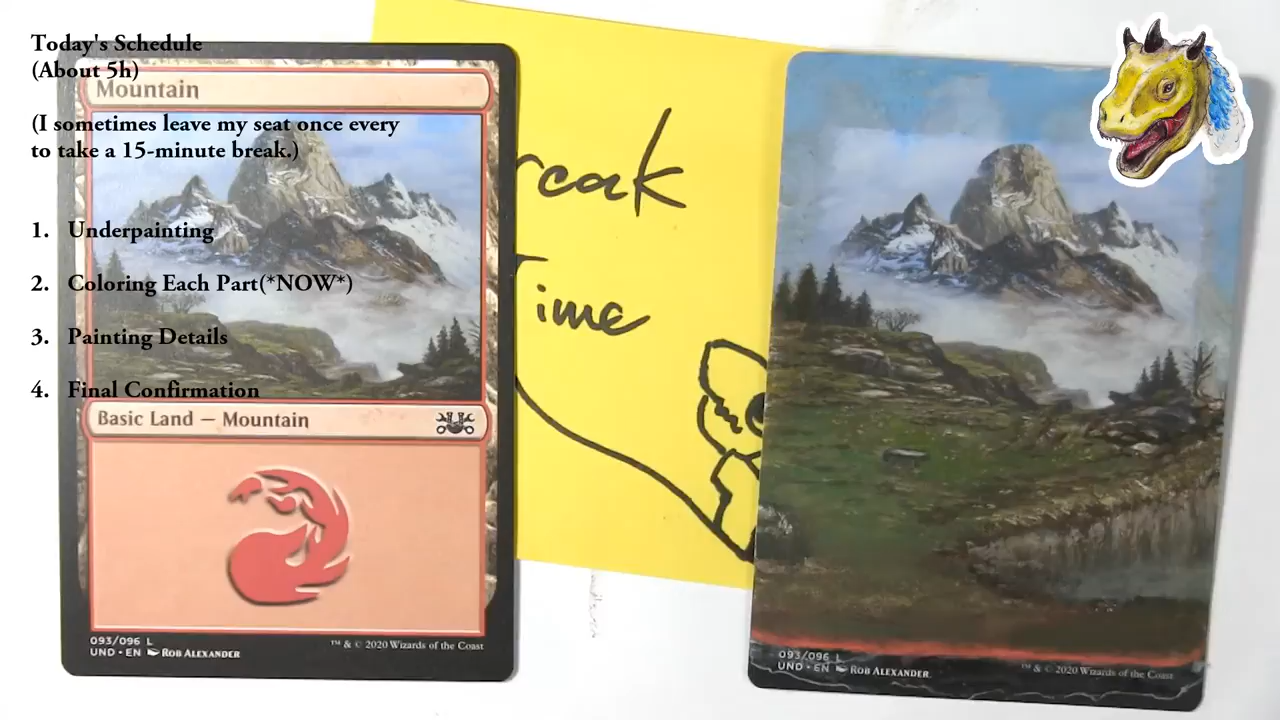 Today's Schedule
(About 5h)
(I sometimes leave my seat once every
to take a 15-minute break.)
1. Underpainting
2. Coloring Each Part(*NOW*)
3. Painting Details
4. Final Confirmation
Mountain
Basic Land — Mountain
093/096 L
UND • EN ROB ALEXANDER
™ & © 2020 Wizards of the Coast
reak
Time
093/096 L
UND • EN ROB ALEXANDER
™ & © 2020 Wizards of the Coast